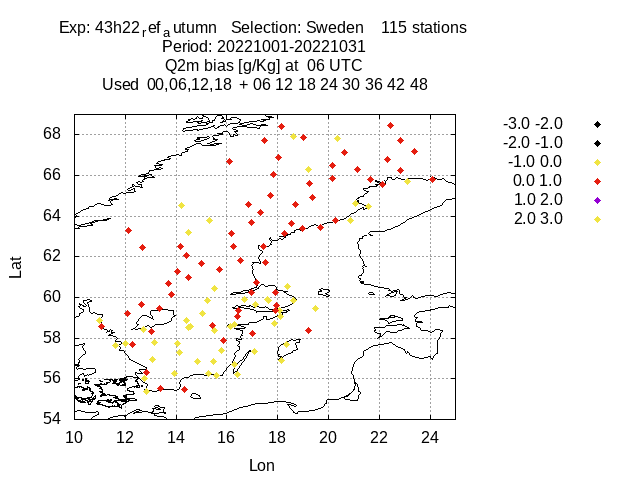 Exp: 43h22ref autumn   Selection: Sweden    115 stations
Period: 20221001-20221031
Q2m bias [g/Kg] at  06 UTC
Used  00,06,12,18  + 06 12 18 24 30 36 42 48
-3.0 -2.0
-2.0 -1.0
-1.0 0.0
0.0 1.0
1.0 2.0
2.0 3.0
68
66
64
62
60
58
56
54
Lat
10 12 14 16 18 20 22 24
Lon